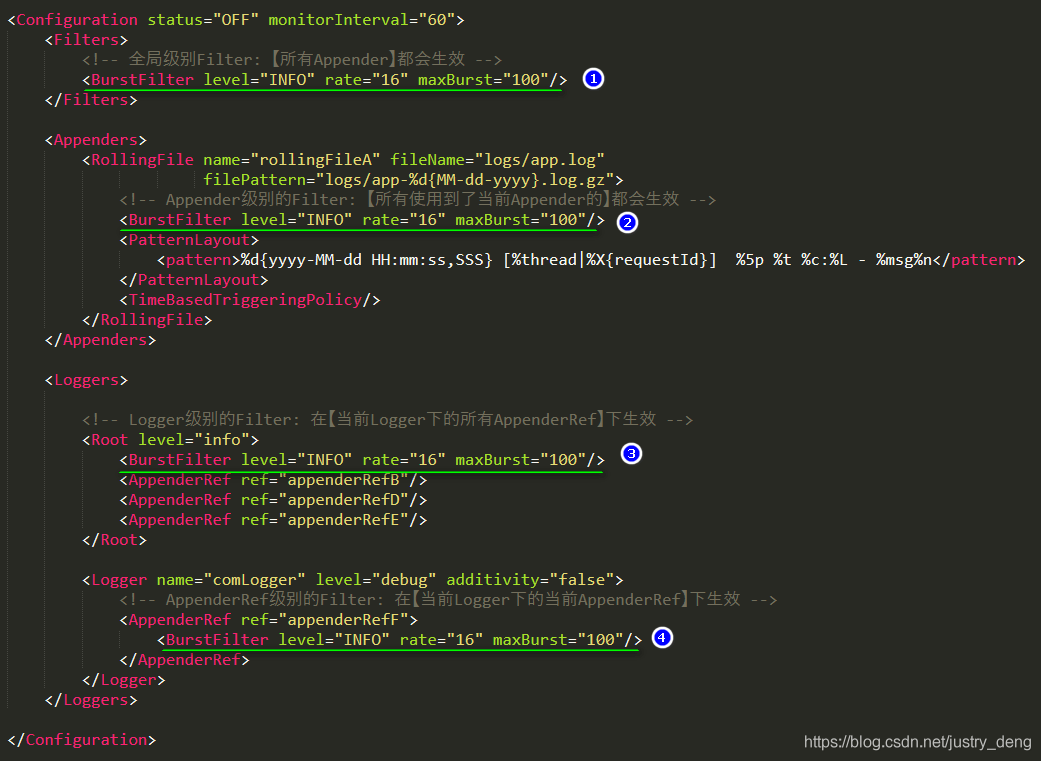 <Configuration status="OFF" monitorInterval="60">
    <Filters>
        <!-- 全局级别Filter:【所有Appender】都会生效 -->
        <BurstFilter level="INFO" rate="16" maxBurst="100"/> 1
    </Filters>
    <Appenders>
        <RollingFile name="rollingFileA" fileName="logs/app.log"
                     filePattern="logs/app-%d{MM-dd-yyyy}.log.gz">
            <!-- Appender级别的Filter:【所有使用到了当前Appender的】都会生效 -->
            <BurstFilter level="INFO" rate="16" maxBurst="100"/> 2
            <PatternLayout>
                <pattern>%d{yyyy-MM-dd HH:mm:ss,SSS} [%thread|%X{requestId}]  %5p %t %c:%L - %msg%n</pattern>
            </PatternLayout>
            <TimeBasedTriggeringPolicy/>
        </RollingFile>
    </Appenders>
    <Loggers>
        <!-- Logger级别的Filter: 在【当前Logger下的所有AppenderRef】下生效 -->
        <Root level="info">
            <BurstFilter level="INFO" rate="16" maxBurst="100"/> 3
            <AppenderRef ref="appenderRefB"/>
            <AppenderRef ref="appenderRefD"/>
            <AppenderRef ref="appenderRefE"/>
        </Root>
        <Logger name="comLogger" level="debug" additivity="false">
            <!-- AppenderRef级别的Filter: 在【当前Logger下的当前AppenderRef】下生效 -->
            <AppenderRef ref="appenderRefF">
                <BurstFilter level="INFO" rate="16" maxBurst="100"/> 4
            </AppenderRef>
        </Logger>
    </Loggers>
</Configuration>
https://blog.csdn.net/justry_deng